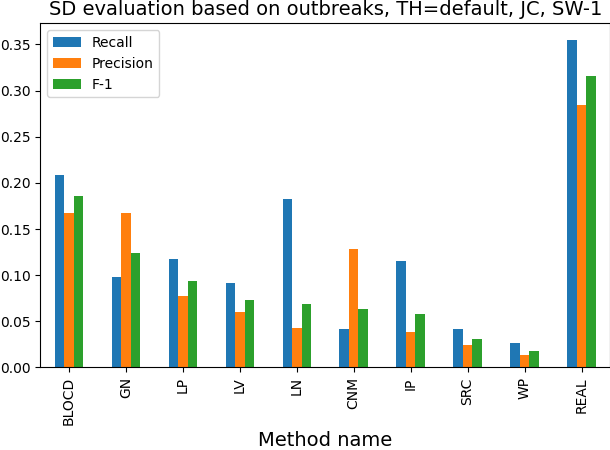 SD evaluation based on outbreaks, TH=default, JC, SW-1
Recall
Precision
F-1
0.35
0.30
0.25
0.20
0.15
0.10
0.05
0.00
BLOCD
GN
LP
LV
LN
CNM
IP
SRC
WP
REAL
Method name